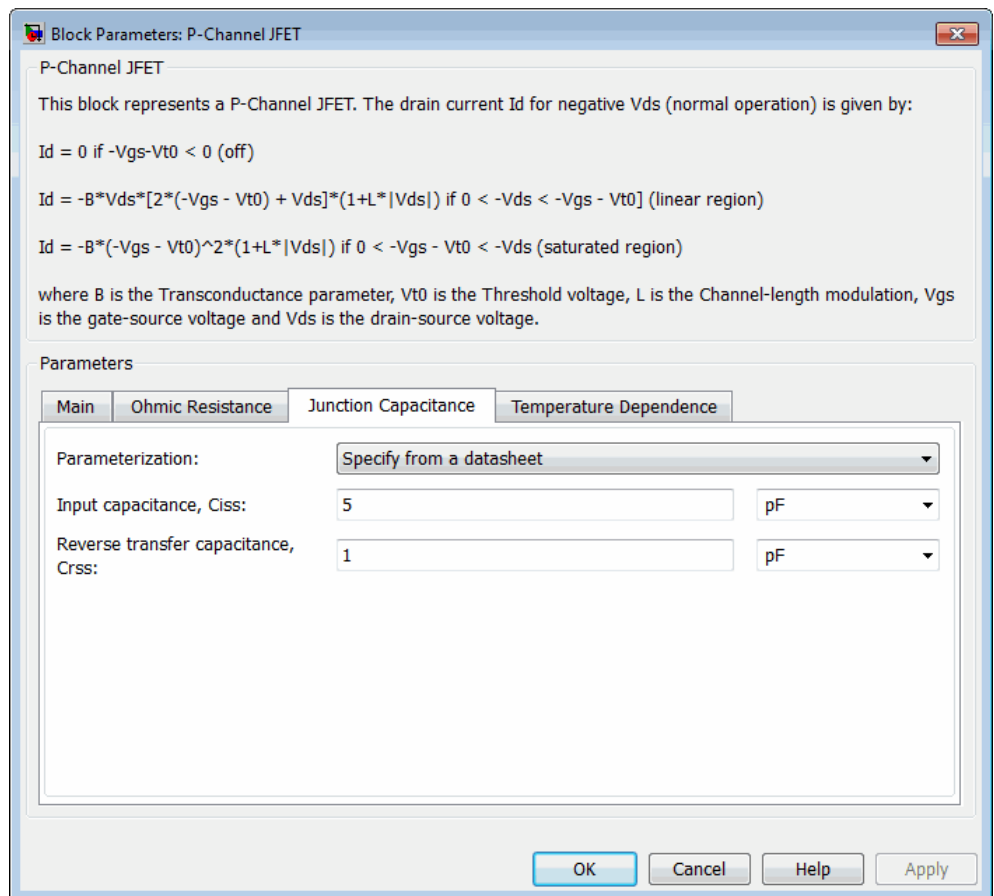 Block Parameters: P-Channel JFET
P-Channel JFET
This block represents a P-Channel JFET. The drain current Id for negative Vds (normal operation) is given by:
Id = 0 if -Vgs-Vt0 < 0 (off)
Id = -B*Vds*[2*(-Vgs - Vt0) + Vds]*(1+L*|Vds|) if 0 < -Vds < -Vgs - Vt0] (linear region)
Id = -B*(-Vgs - Vt0)^2*(1+L*|Vds|) if 0 < -Vgs - Vt0 < -Vds (saturated region)
where B is the Transconductance parameter, Vt0 is the Threshold voltage, L is the Channel-length modulation, Vgs
is the gate-source voltage and Vds is the drain-source voltage.
Parameters
Main Ohmic Resistance Junction Capacitance Temperature Dependence
Parameterization: Specify from a datasheet
Input capacitance, Ciss: 5 pF
Reverse transfer capacitance,
Crss: 1 pF
OK Cancel Help Apply